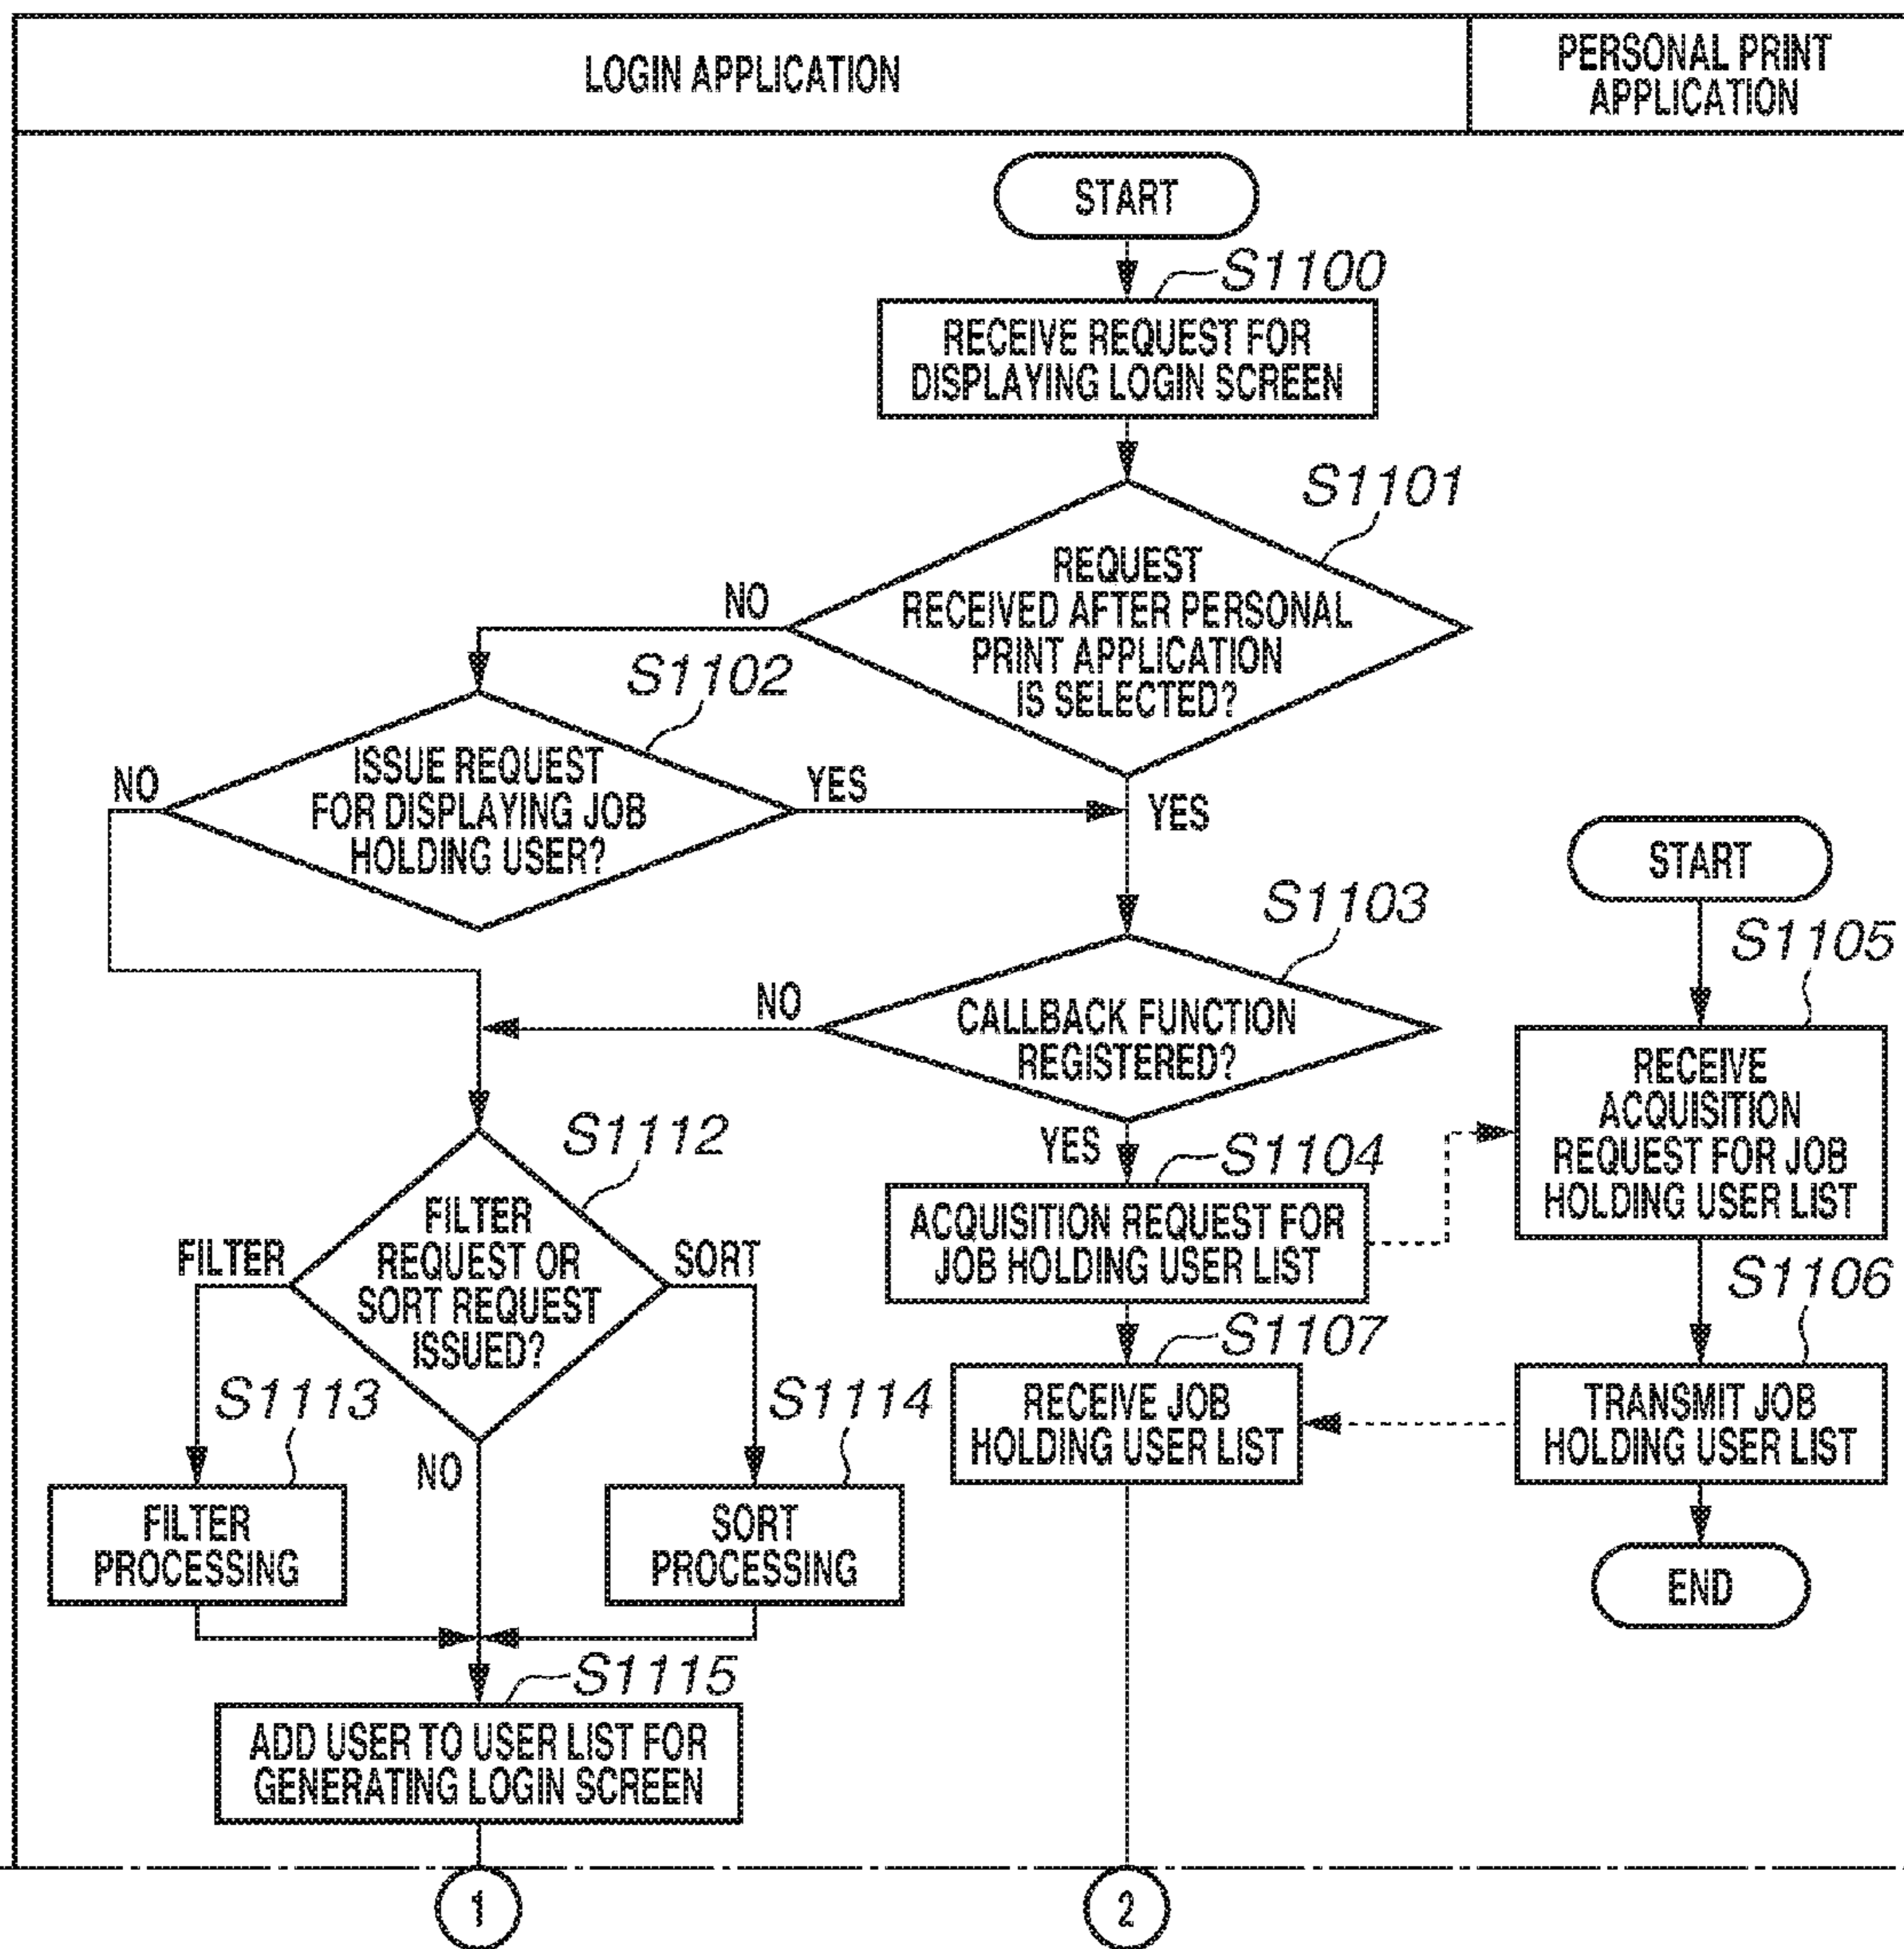 LOGIN APPLICATION
PERSONAL PRINT
APPLICATION
START
S1100
RECEIVE REQUEST FOR
DISPLAYING LOGIN SCREEN
S1101
REQUEST
RECEIVED AFTER PERSONAL
PRINT APPLICATION
IS SELECTED?
NO
YES
S1102
ISSUE REQUEST
FOR DISPLAYING JOB
HOLDING USER?
NO
YES
S1103
CALLBACK FUNCTION
REGISTERED?
NO
YES
S1104
ACQUISITION REQUEST FOR
JOB HOLDING USER LIST
START
S1105
RECEIVE
ACQUISITION
REQUEST FOR JOB
HOLDING USER LIST
S1106
TRANSMIT JOB
HOLDING USER LIST
END
S1107
RECEIVE JOB
HOLDING USER LIST
S1112
FILTER
REQUEST OR
SORT REQUEST
ISSUED?
FILTER
SORT
NO
S1113
FILTER
PROCESSING
S1114
SORT
PROCESSING
S1115
ADD USER TO USER LIST FOR
GENERATING LOGIN SCREEN
1
2